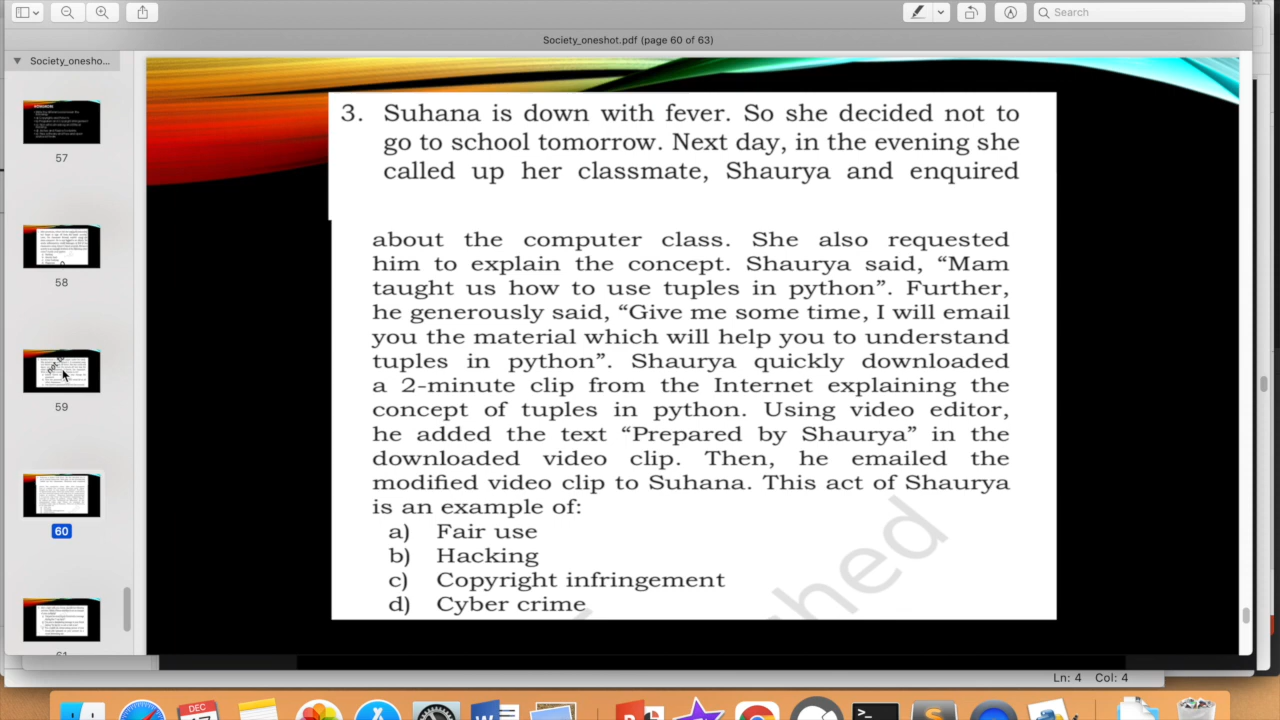 Search
Society_oneshot.pdf (page 60 of 63)
Society_onesho...
57
58
59
60
3. Suhana is down with fever. So she decided not to
go to school tomorrow. Next day, in the evening she
called up her classmate, Shaurya and enquired
about the computer class. She also requested
him to explain the concept. Shaurya said, “Mam
taught us how to use tuples in python”. Further,
he generously said, “Give me some time, I will email
you the material which will help you to understand
tuples in python”. Shaurya quickly downloaded
a 2-minute clip from the Internet explaining the
concept of tuples in python. Using video editor,
he added the text “Prepared by Shaurya” in the
downloaded video clip. Then, he emailed the
modified video clip to Suhana. This act of Shaurya
is an example of:
a) Fair use
b) Hacking
c) Copyright infringement
d) Cyber crime
Ln: 4 Col: 4
DEC